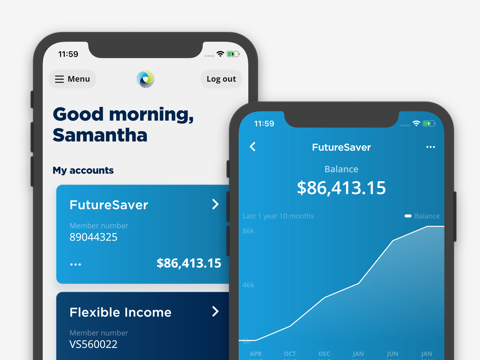 11:59
Menu
Log out
Good morning,
Samantha
My accounts
FutureSaver
Member number
89044325
$86,413.15
Flexible Income
VS560022
11:59
FutureSaver
Balance
$86,413.15
Last 1 year 10 months
Balance
86k
46k
APR OCT DEC JAN JUN JAN